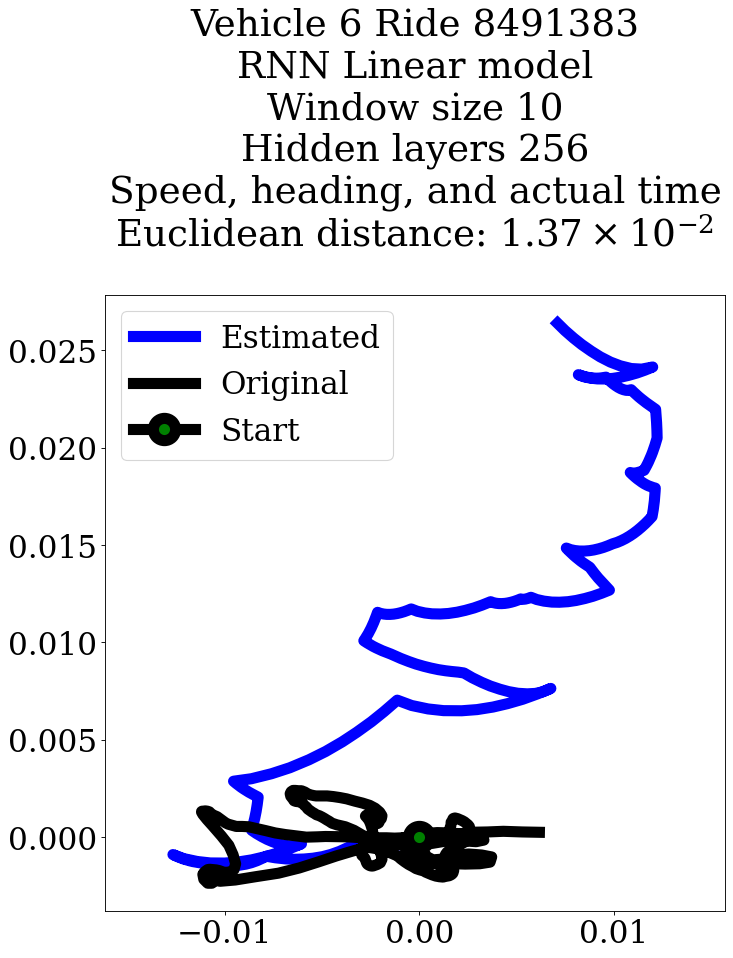 Vehicle 6 Ride 8491383
RNN Linear model
Window size 10
Hidden layers 256
Speed, heading, and actual time
Euclidean distance: 1.37 × 10⁻²
Estimated
Original
Start
0.025
0.020
0.015
0.010
0.005
0.000
−0.01 0.00 0.01